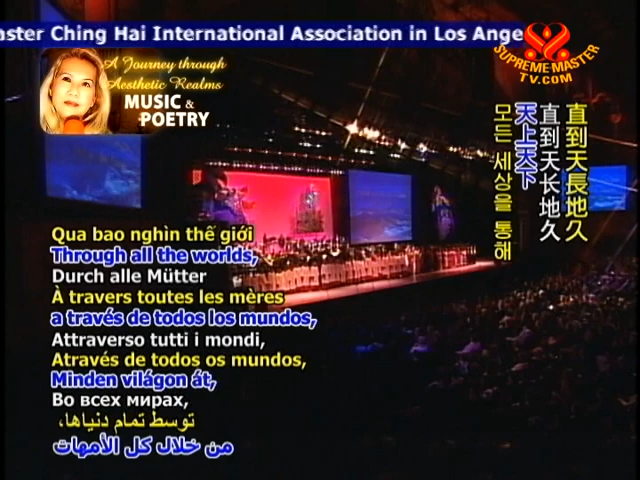 aster Ching Hai International Association in Los Ange
SUPREME MASTER
TV.COM
A Journey through
Aesthetic Realms
MUSIC &
POETRY
直到天長地久
直到天长地久
天上天下
모든 세상을 통해
Qua bao nghìn thế giới
Through all the worlds,
Durch alle Mütter
À travers toutes les mères
a través de todos los mundos,
Attraverso tutti i mondi,
Através de todos os mundos,
Minden világon át,
Во всех мирах,
توسط تمام دنیاها،
من خلال كل الأمهات